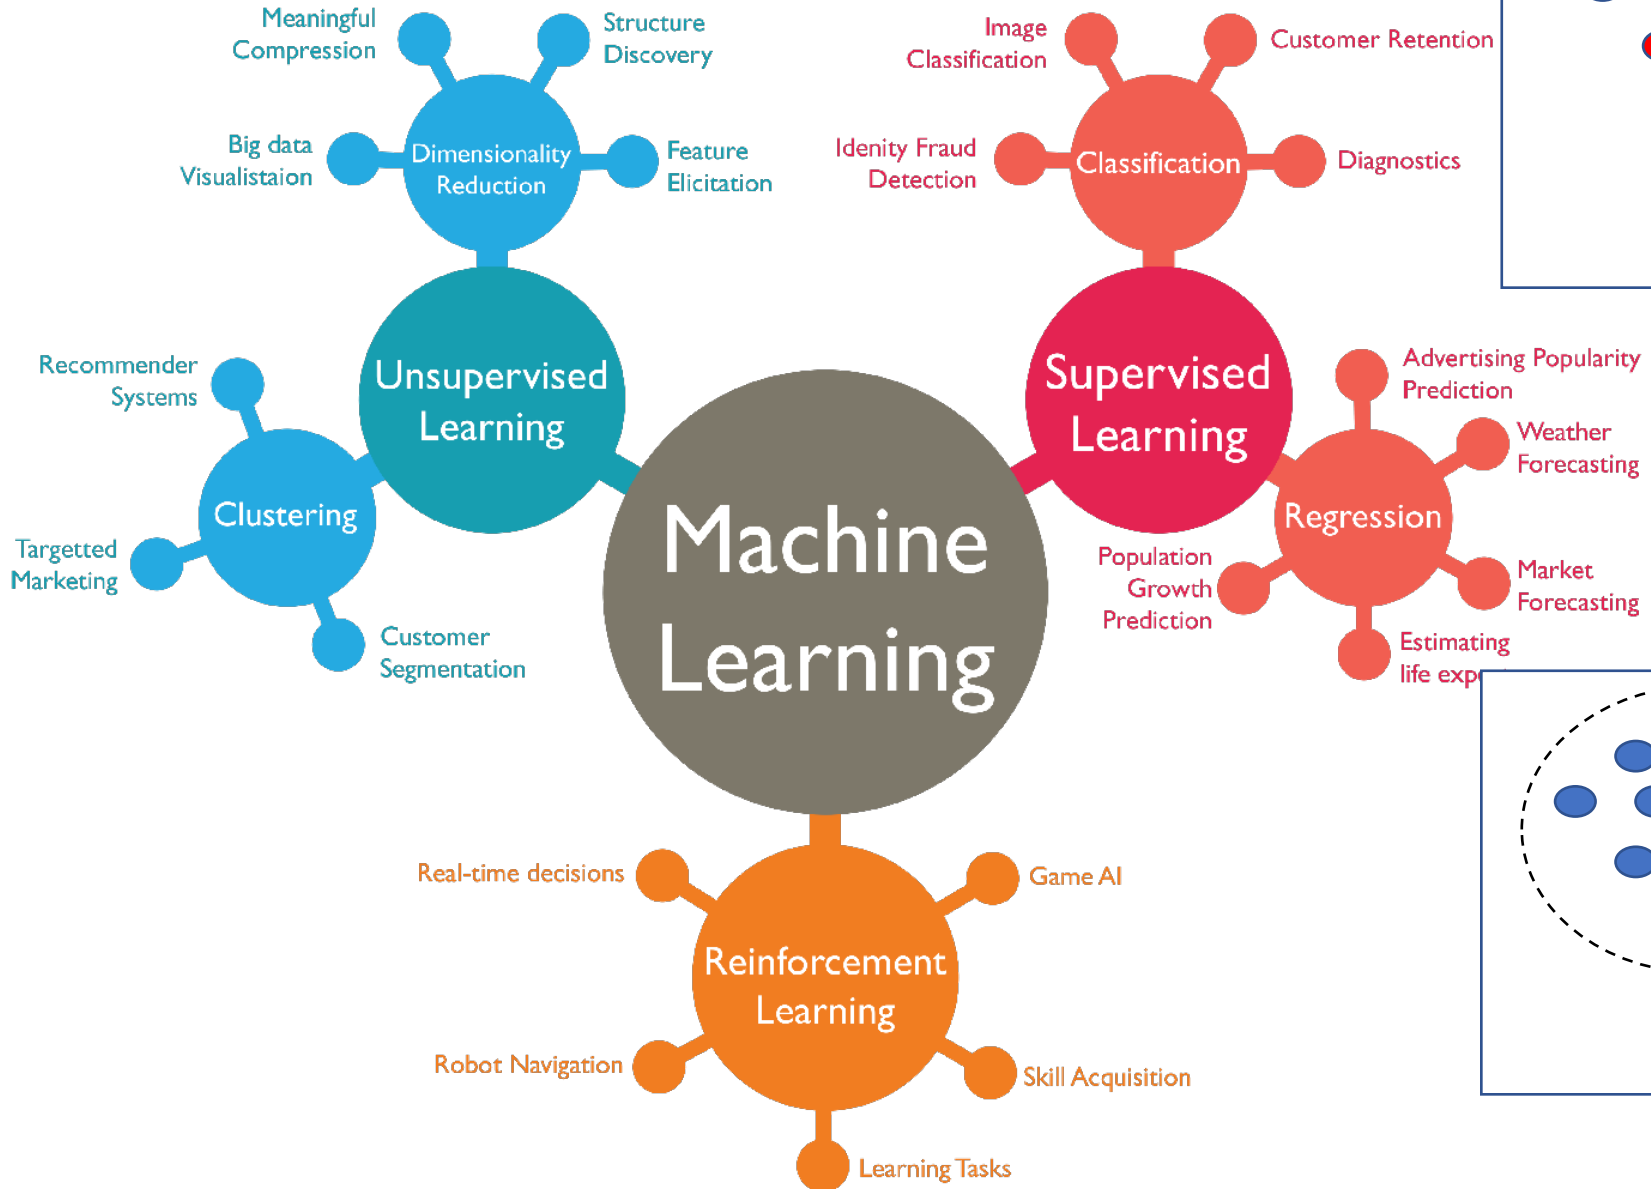 Meaningful
Compression
Structure
Discovery
Big data
Visualistaion
Dimensionality
Reduction
Feature
Elicitation
Image
Classification
Customer Retention
Idenity Fraud
Detection
Classification
Diagnostics
Recommender
Systems
Unsupervised
Learning
Clustering
Targetted
Marketing
Customer
Segmentation
Supervised
Learning
Advertising Popularity
Prediction
Weather
Forecasting
Regression
Population
Growth
Prediction
Market
Forecasting
Estimating
life
Machine
Learning
Real-time decisions
Game AI
Reinforcement
Learning
Robot Navigation
Skill Acquisition
Learning Tasks